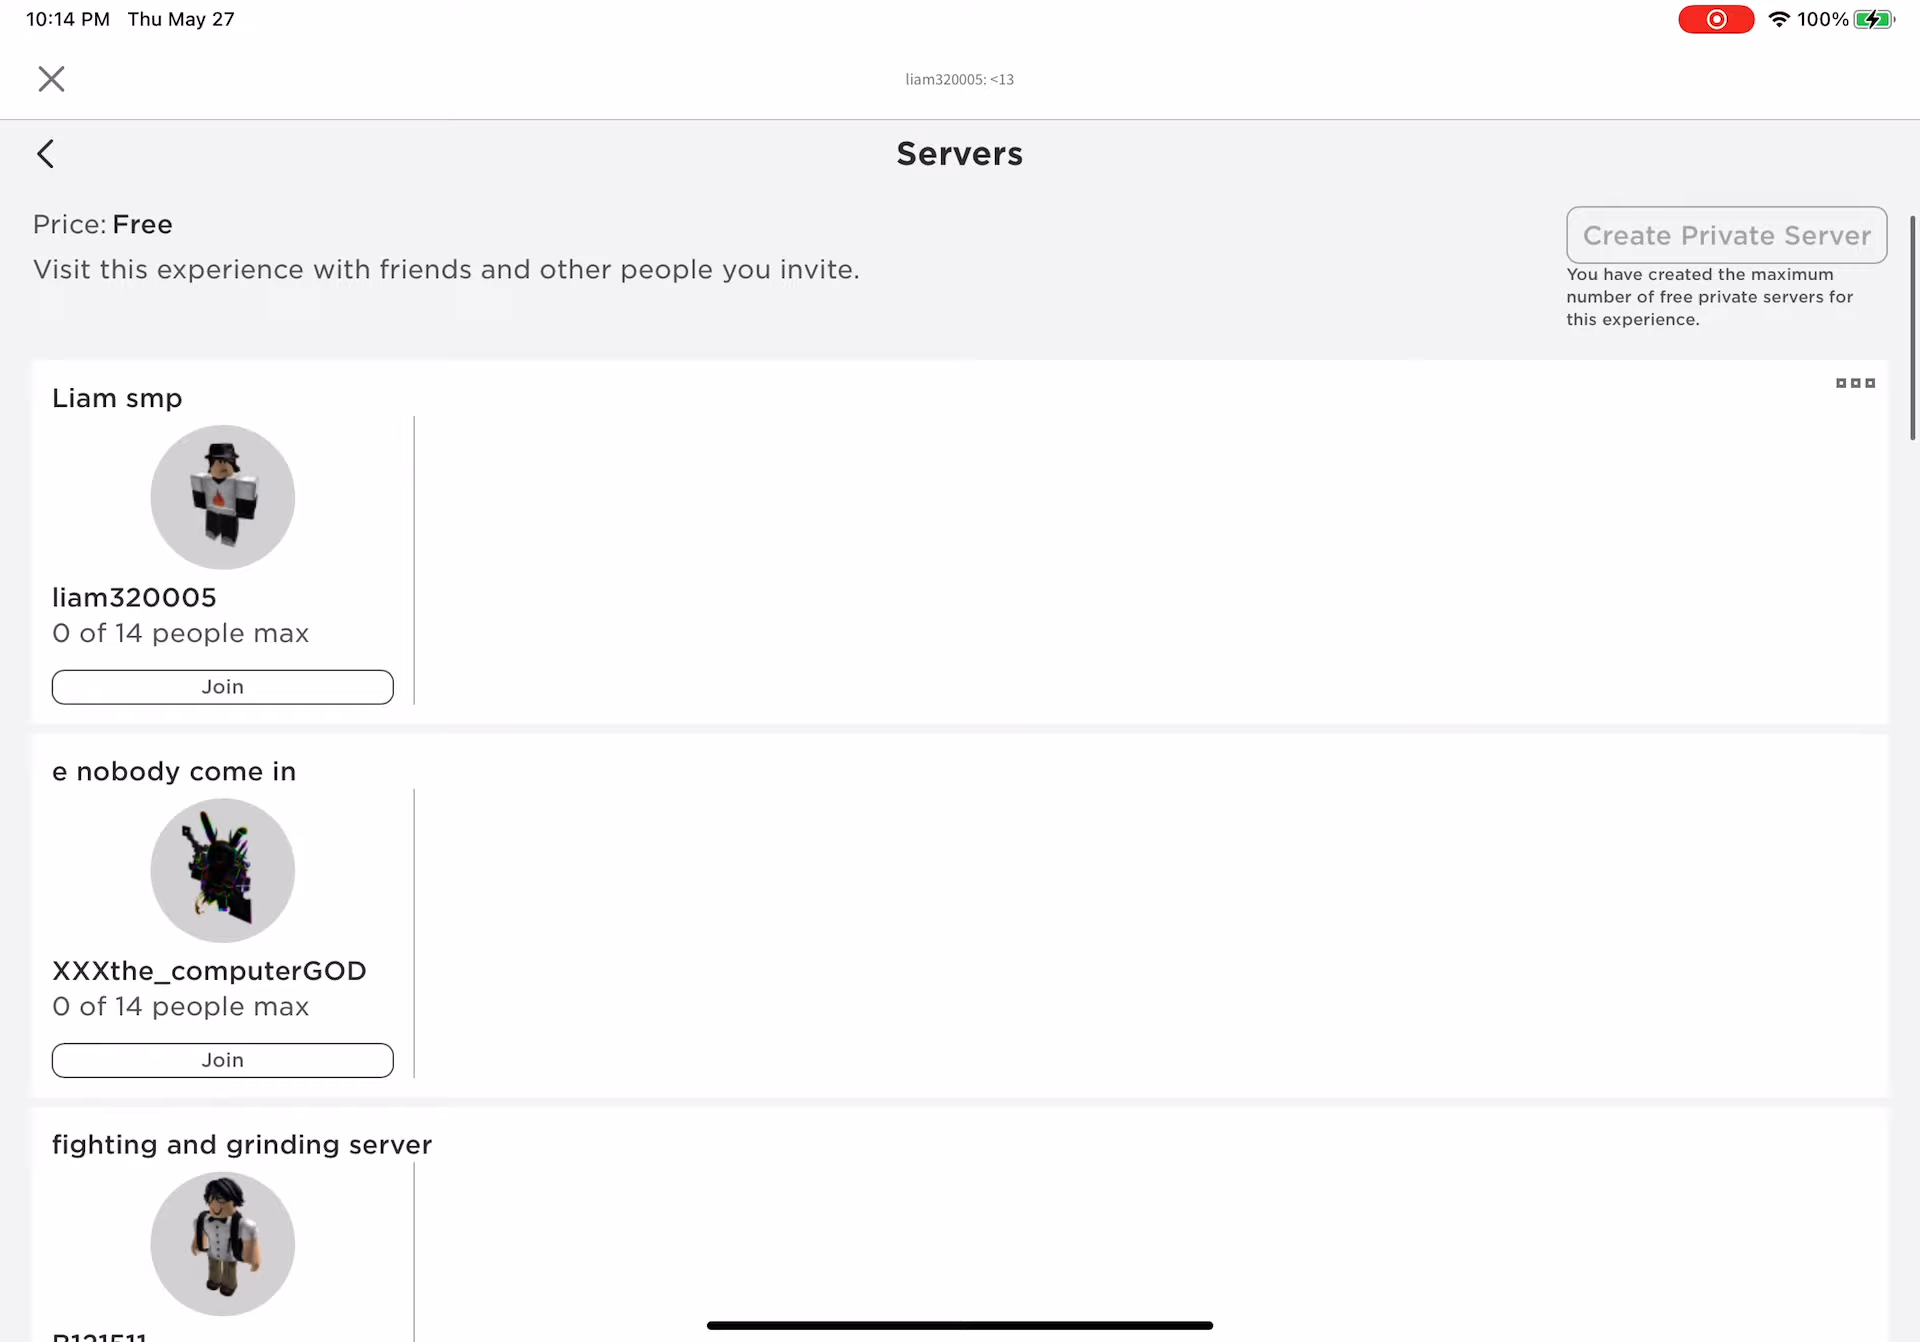 10:14 PM Thu May 27
100%
liam320005: <13
Servers
Price: Free
Visit this experience with friends and other people you invite.
Create Private Server
You have created the maximum
number of free private servers for
this experience.
Liam smp
liam320005
0 of 14 people max
Join
e nobody come in
XXXthe_computerGOD
0 of 14 people max
Join
fighting and grinding server